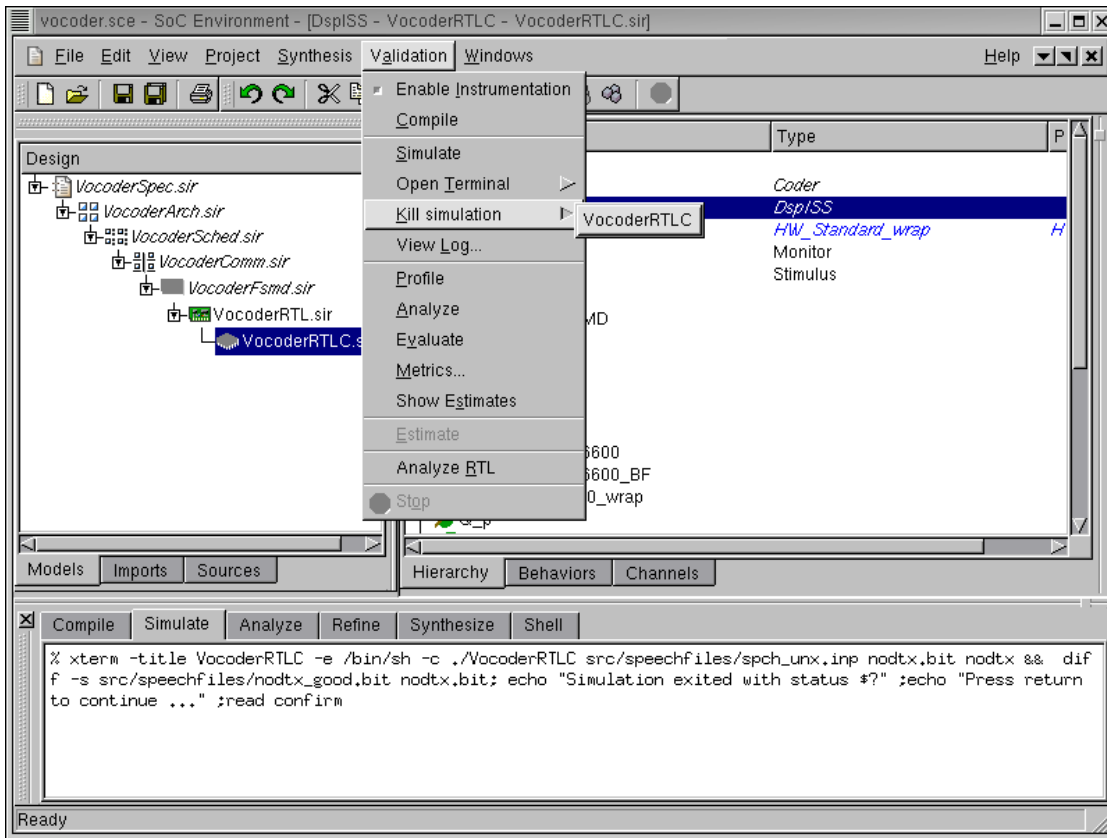 vocoder.sce - SoC Environment - [DspISS - VocoderRTLC - VocoderRTLC.sir]
File Edit View Project Synthesis Validation Windows Help
Enable Instrumentation
Compile
Simulate
Open Terminal
Kill simulation
VocoderRTLC
View Log...
Profile
Analyze
Evaluate
Metrics...
Show Estimates
Estimate
Analyze RTL
Stop
Design
VocoderSpec.sir
VocoderArch.sir
VocoderSched.sir
VocoderComm.sir
VocoderFsmd.sir
VocoderRTL.sir
VocoderRTLC.s
Type P
Coder
DspISS
HW_Standard_wrap H
Monitor
Stimulus
MD
6600
6600_BF
0_wrap
Models Imports Sources
Hierarchy Behaviors Channels
Compile Simulate Analyze Refine Synthesize Shell
% xterm -title VocoderRTLC -e /bin/sh -c ./VocoderRTLC src/speechfiles/spch_unx.inp nodtx.bit nodtx && dif
f -s src/speechfiles/nodtx_good.bit nodtx.bit; echo "Simulation exited with status $?" ;echo "Press return
to continue ..." ;read confirm
Ready